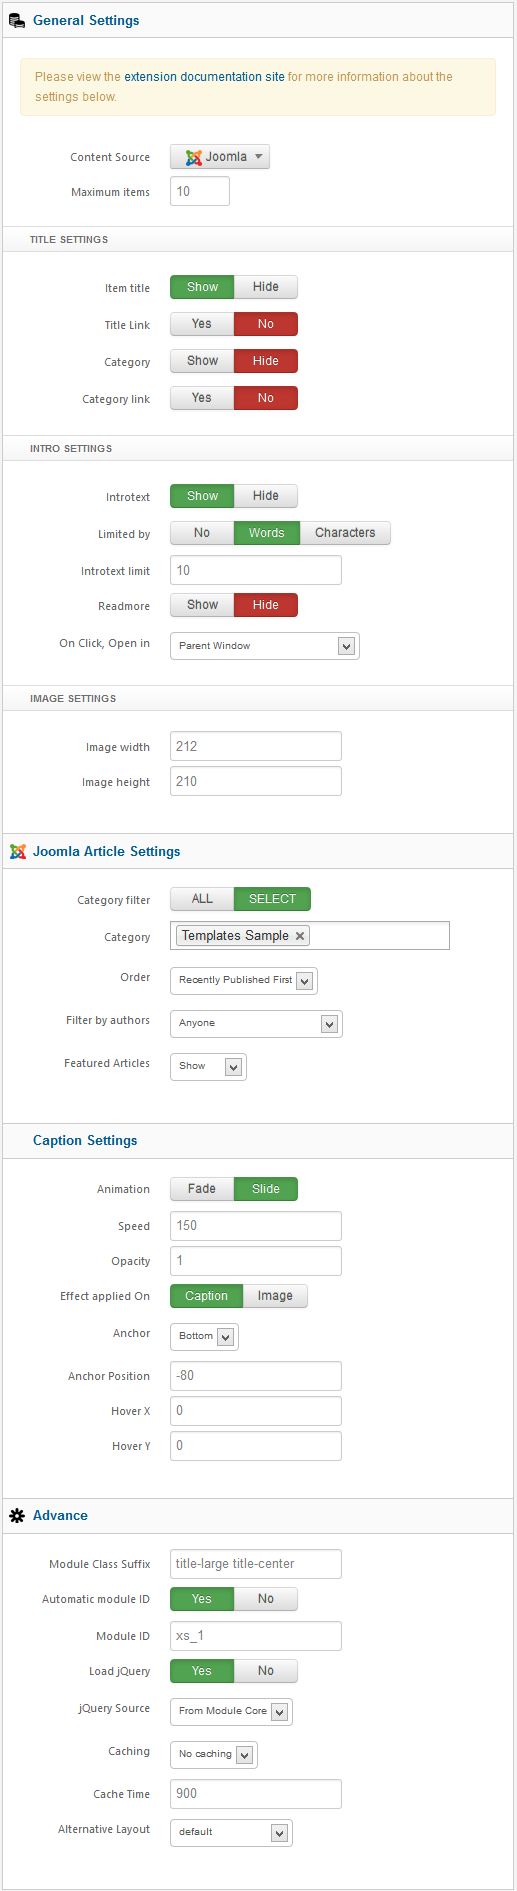 General Settings
Please view the extension documentation site for more information about the
settings below.
Content Source Joomla
Maximum items 10
TITLE SETTINGS
Item title Show Hide
Title Link Yes No
Category Show Hide
Category link Yes No
INTRO SETTINGS
Introtext Show Hide
Limited by No Words Characters
Introtext limit 10
Readmore Show Hide
On Click, Open in Parent Window
IMAGE SETTINGS
Image width 212
Image height 210
Joomla Article Settings
Category filter ALL SELECT
Category Templates Sample ×
Order Recently Published First
Filter by authors Anyone
Featured Articles Show
Caption Settings
Animation Fade Slide
Speed 150
Opacity 1
Effect applied On Caption Image
Anchor Bottom
Anchor Position -80
Hover X 0
Hover Y 0
Advance
Module Class Suffix title-large title-center
Automatic module ID Yes No
Module ID xs_1
Load jQuery Yes No
jQuery Source From Module Core
Caching No caching
Cache Time 900
Alternative Layout default